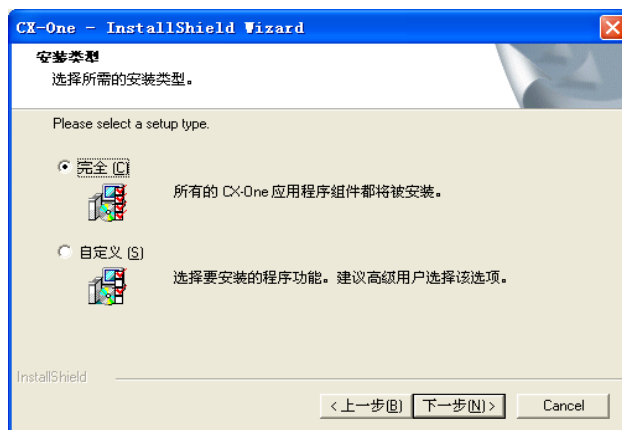 CX-One - InstallShield Wizard
安装类型
选择所需的安装类型。
Please select a setup type.
完全 (C)
所有的 CX-One 应用程序组件都将被安装。
自定义 (S)
选择要安装的程序功能。建议高级用户选择该选项。
InstallShield
<上一步(B) 下一步(N)> Cancel